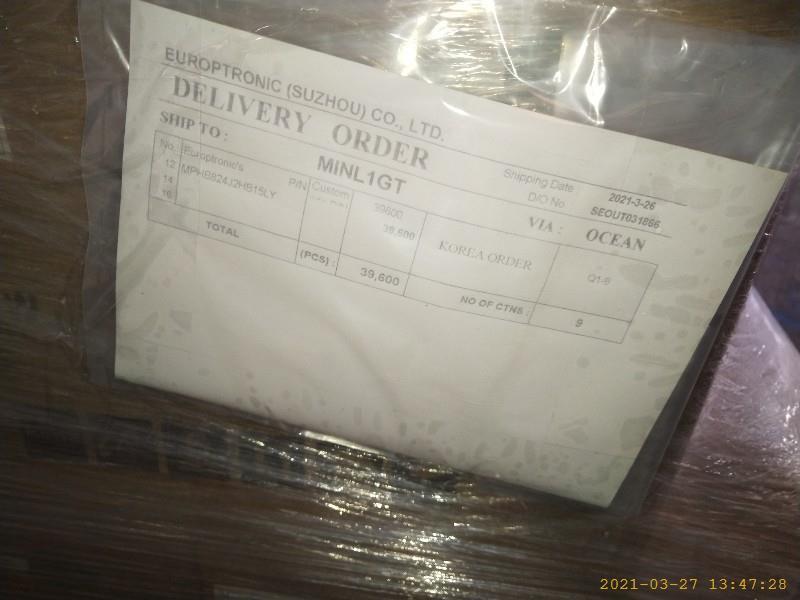 EUROPTRONIC (SUZHOU) CO., LTD.
DELIVERY ORDER
Shipping Date 2021-3-26
D/O No. SEOUT031866
SHIP TO : MINL1GT VIA : OCEAN
No. Europtronic's P/N Custom
12 MPHB824J2HB15LY 39600 KOREA ORDER Q1-9
14 39,600
16
TOTAL (PCS) : 39,600 NO OF CTNS : 9
2021-03-27 13:47:28